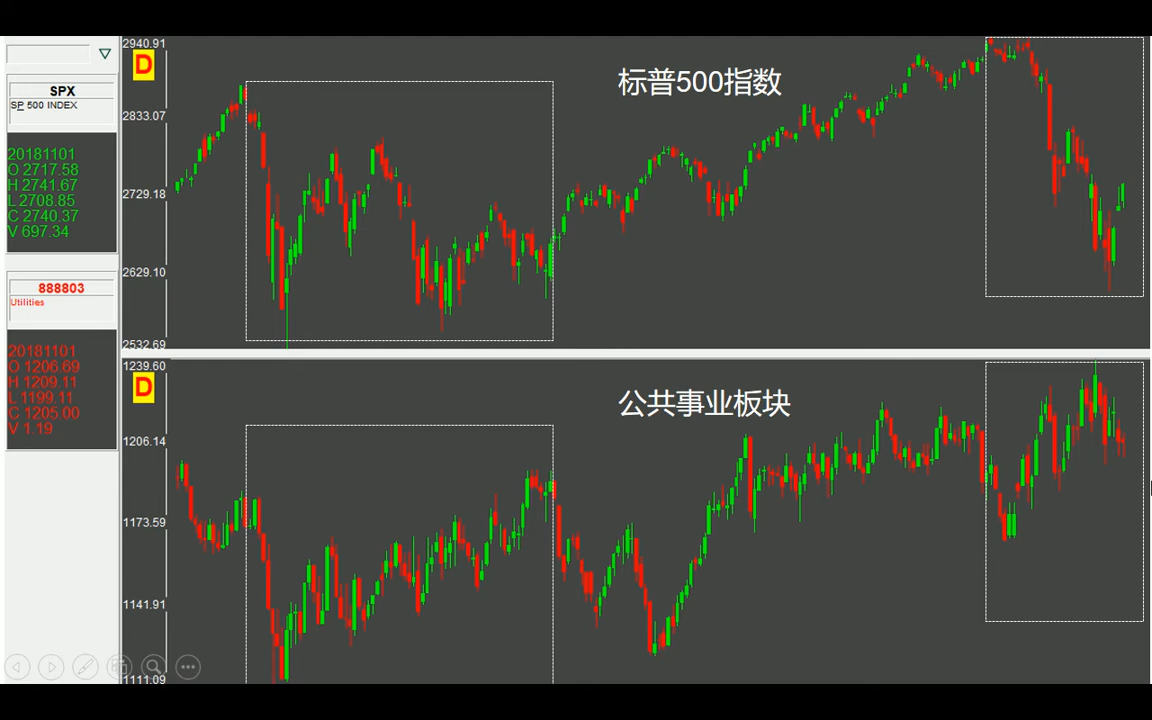 2940.91
D
标普500指数
SPX
SP 500 INDEX
2833.07
20181101
O 2717.58
H 2741.67
L 2708.85
C 2740.37
V 697.34
2729.18
2629.10
888803
Utilities
2532.69
20181101
O 1206.69
H 1209.11
L 1199.11
C 1205.00
V 1.19
1239.60
D
公共事业板块
1206.14
1173.59
1141.91
1111.09